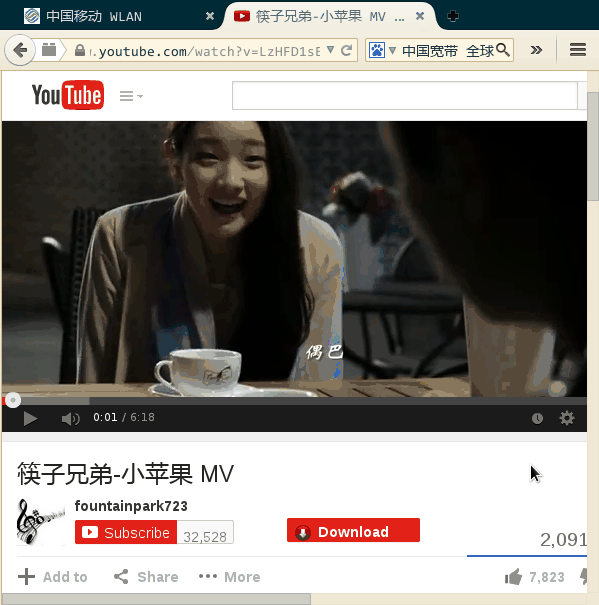 中国移动 WLAN
筷子兄弟-小苹果 MV ...
.youtube.com/watch?v=LzHFD1sE
中国宽带 全球
YouTube
偶巴
0:01 / 6:18
筷子兄弟-小苹果 MV
fountainpark723
Subscribe 32,528
Download
2,091
Add to Share More 7,823